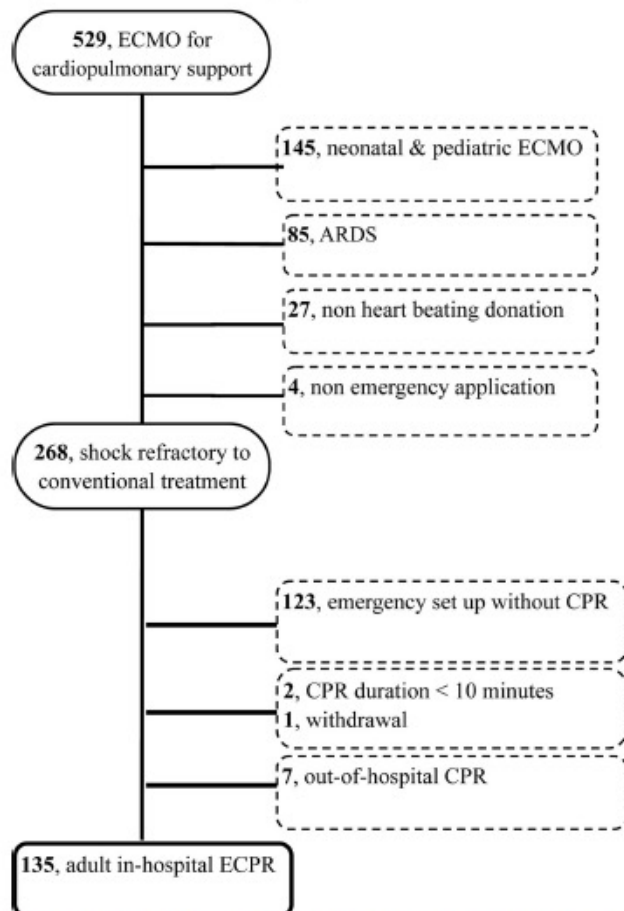 529, ECMO for
cardiopulmonary support
145, neonatal & pediatric ECMO
85, ARDS
27, non heart beating donation
4, non emergency application
268, shock refractory to
conventional treatment
123, emergency set up without CPR
2, CPR duration < 10 minutes
1, withdrawal
7, out-of-hospital CPR
135, adult in-hospital ECPR